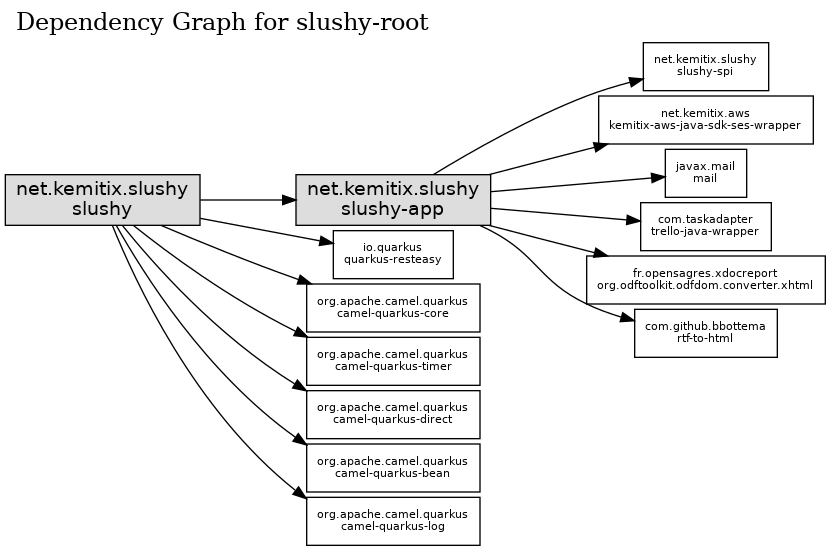 Dependency Graph for slushy-root
net.kemitix.slushy
slushy
net.kemitix.slushy
slushy-app
io.quarkus
quarkus-resteasy
org.apache.camel.quarkus
camel-quarkus-core
org.apache.camel.quarkus
camel-quarkus-timer
org.apache.camel.quarkus
camel-quarkus-direct
org.apache.camel.quarkus
camel-quarkus-bean
org.apache.camel.quarkus
camel-quarkus-log
net.kemitix.slushy
slushy-spi
net.kemitix.aws
kemitix-aws-java-sdk-ses-wrapper
javax.mail
mail
com.taskadapter
trello-java-wrapper
fr.opensagres.xdocreport
org.odftoolkit.odfdom.converter.xhtml
com.github.bbottema
rtf-to-html